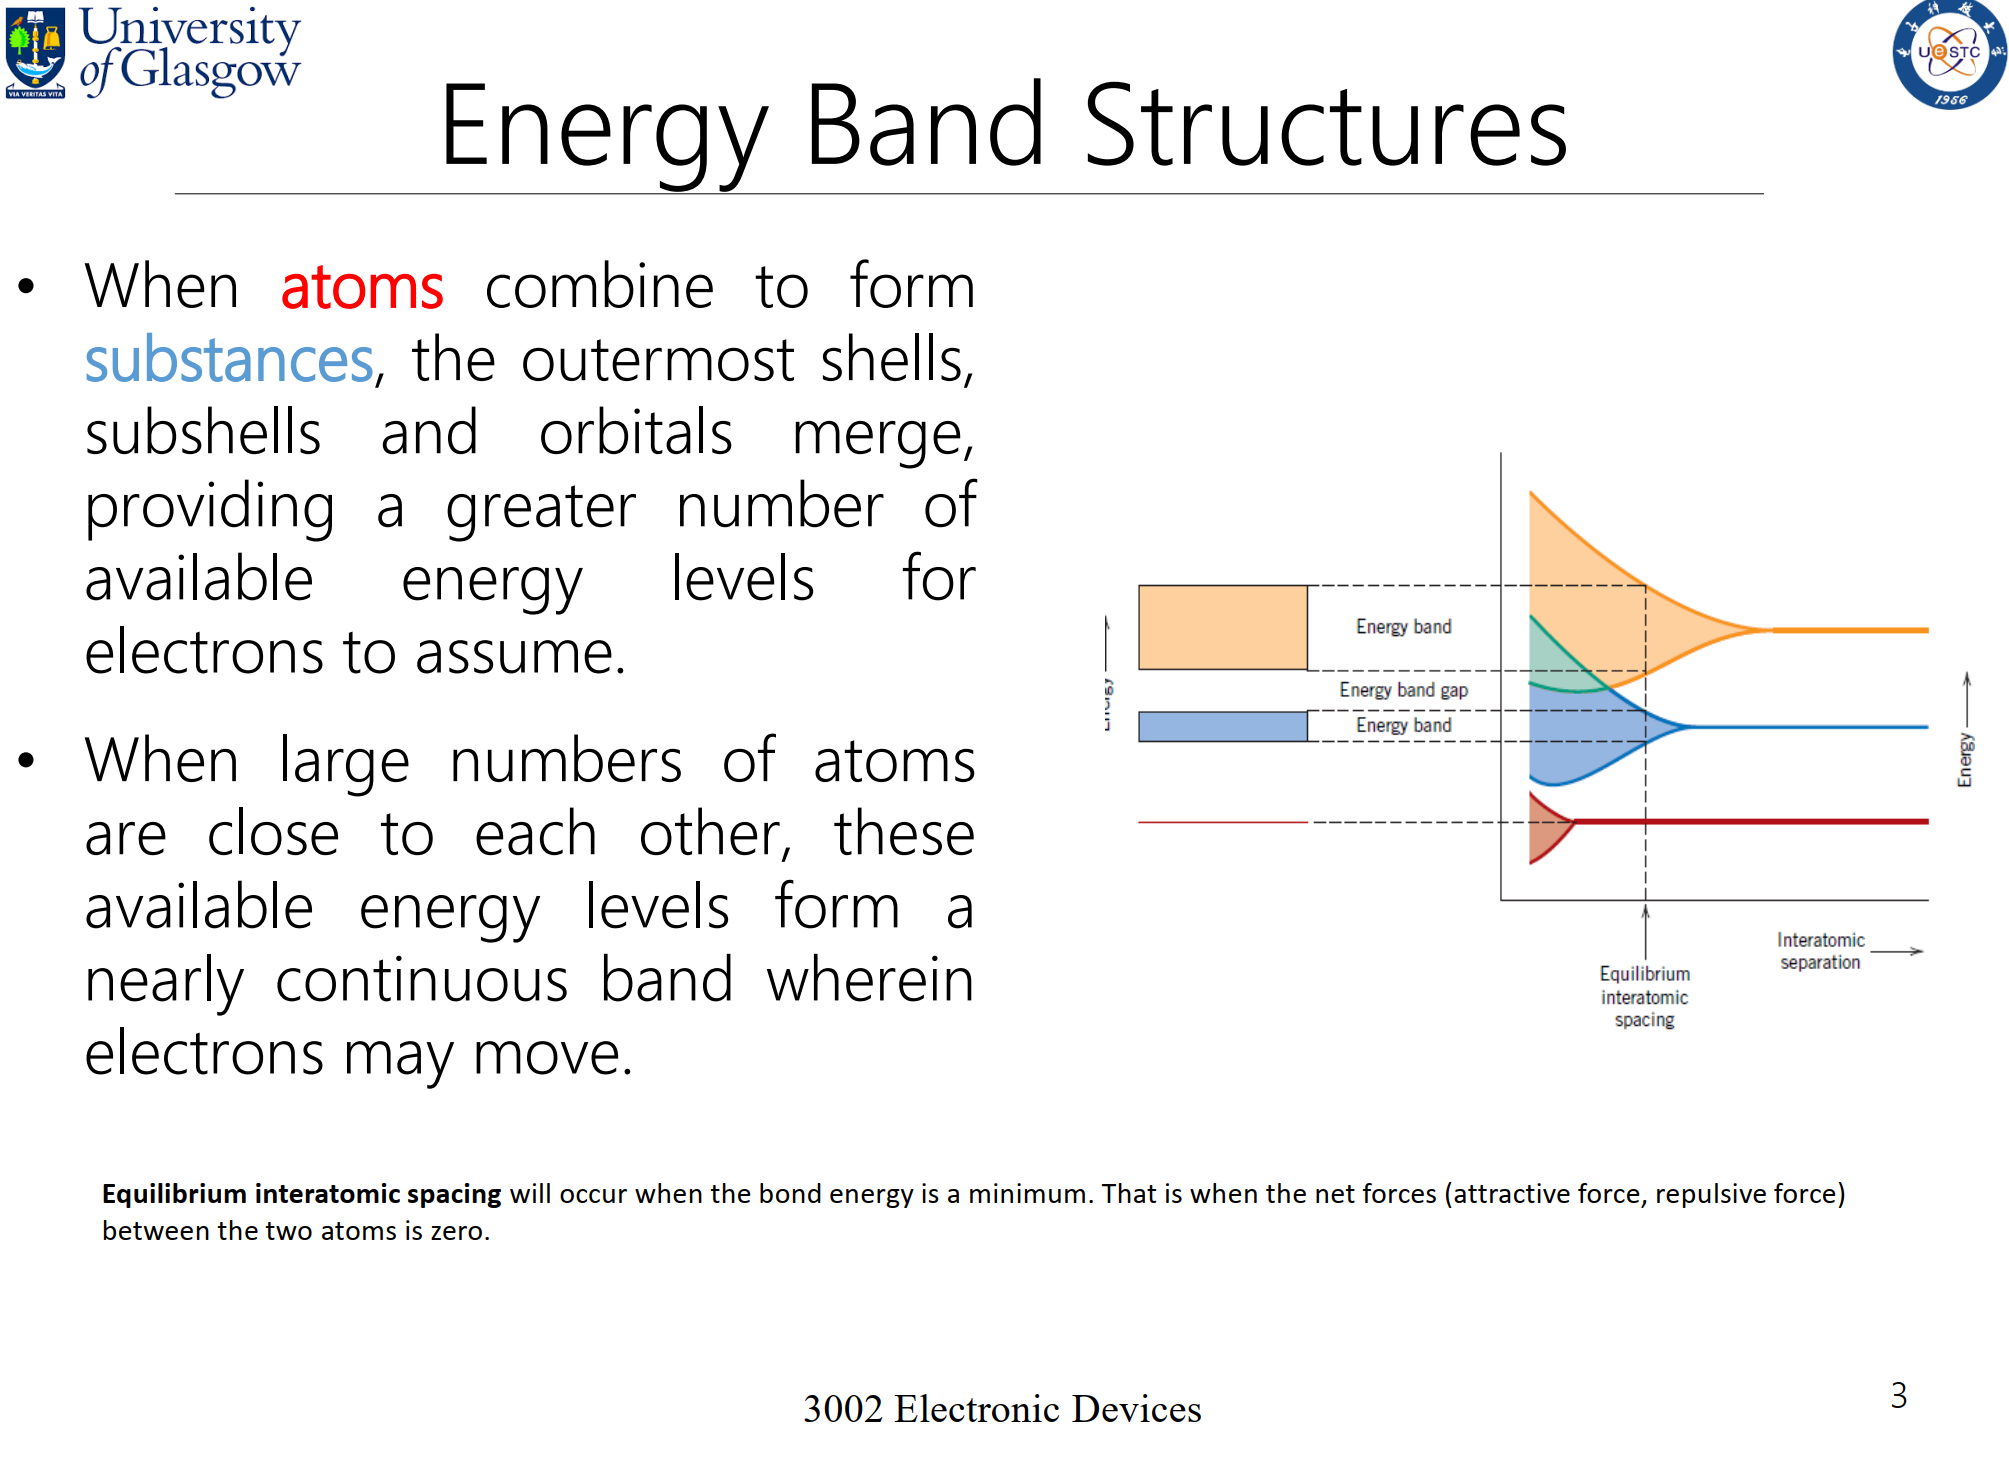 University
of Glasgow
VIA VERITAS VITA
UeSTC
1956
Energy Band Structures
• When atoms combine to form
substances, the outermost shells,
subshells and orbitals merge,
providing a greater number of
available energy levels for
electrons to assume.
• When large numbers of atoms
are close to each other, these
available energy levels form a
nearly continuous band wherein
electrons may move.
Energy band
Energy band gap
Energy band
Energy
Energy
Interatomic
separation
Equilibrium
interatomic
spacing
Equilibrium interatomic spacing will occur when the bond energy is a minimum. That is when the net forces (attractive force, repulsive force)
between the two atoms is zero.
3002 Electronic Devices
3